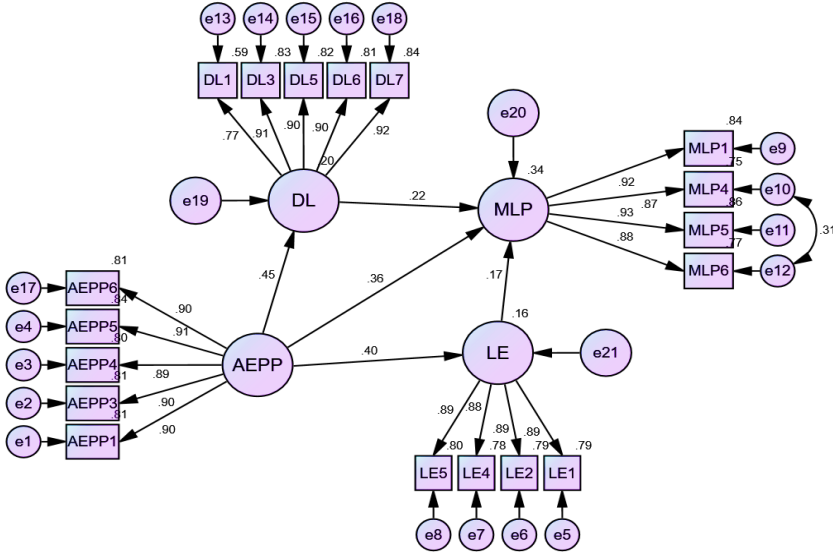 e13 e14 e15 e16 e18
.59 .83 .82 .81 .84
DL1 DL3 DL5 DL6 DL7
.77 .91 .90 .90 .92
.20
e19 DL
.22
e20
.34
MLP
.84
MLP1 e9
.75
.92
MLP4 e10
.87 .86
.93
MLP5 e11
.77
.88
MLP6 e12
.31
.45
.36
.17
.81
e17 AEPP6
.84
.90
e4 AEPP5
.80
.91
e3 AEPP4
.81
.89
e2 AEPP3
.81
.90
e1 AEPP1
.90
AEPP
.40
.16
LE e21
.89 .88 .89 .89
.80 .78 .79 .79
LE5 LE4 LE2 LE1
e8 e7 e6 e5